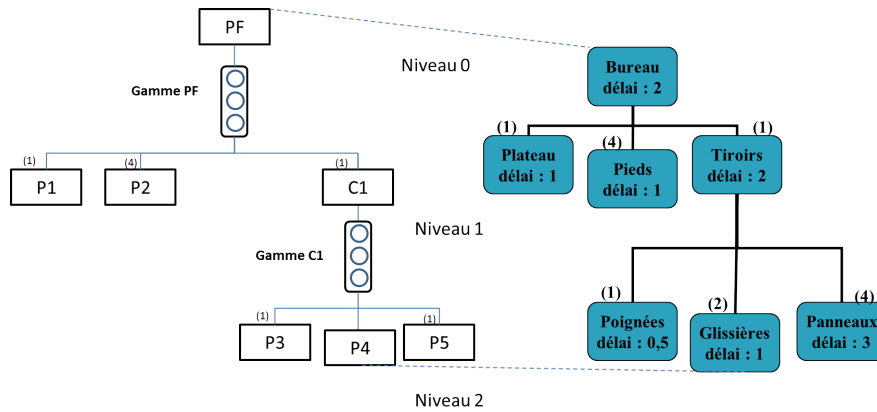 PF
Gamme PF
(1)
(4)
(1)
P1
P2
C1
Gamme C1
(1)
(1)
P3
P4
P5
Niveau 0
Niveau 1
Niveau 2
Bureau
délai : 2
(1)
(4)
(1)
Plateau
délai : 1
Pieds
délai : 1
Tiroirs
délai : 2
(1)
(2)
(4)
Poignées
délai : 0,5
Glissières
délai : 1
Panneaux
délai : 3